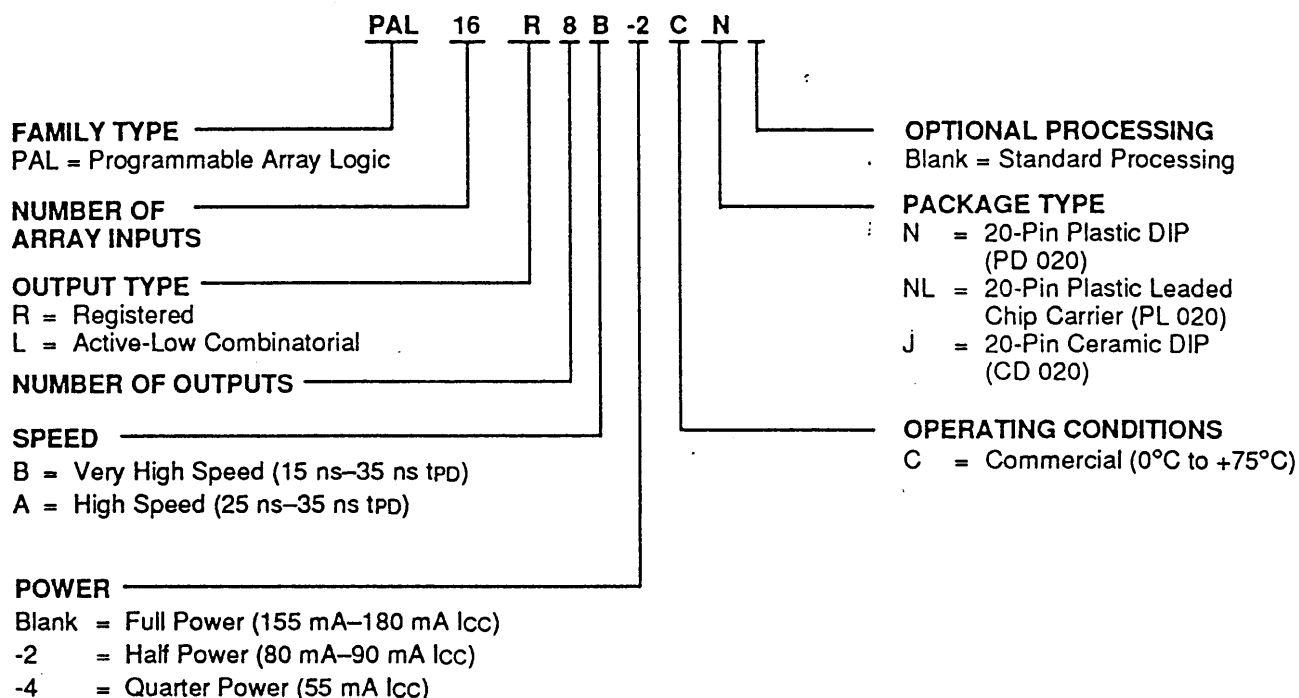 PAL 16 R 8 B -2 C N
FAMILY TYPE
PAL = Programmable Array Logic
NUMBER OF
ARRAY INPUTS
OUTPUT TYPE
R = Registered
L = Active-Low Combinatorial
NUMBER OF OUTPUTS
SPEED
B = Very High Speed (15 ns–35 ns tPD)
A = High Speed (25 ns–35 ns tPD)
POWER
Blank = Full Power (155 mA–180 mA ICC)
-2 = Half Power (80 mA–90 mA ICC)
-4 = Quarter Power (55 mA ICC)
OPTIONAL PROCESSING
Blank = Standard Processing
PACKAGE TYPE
N = 20-Pin Plastic DIP
(PD 020)
NL = 20-Pin Plastic Leaded
Chip Carrier (PL 020)
J = 20-Pin Ceramic DIP
(CD 020)
OPERATING CONDITIONS
C = Commercial (0°C to +75°C)